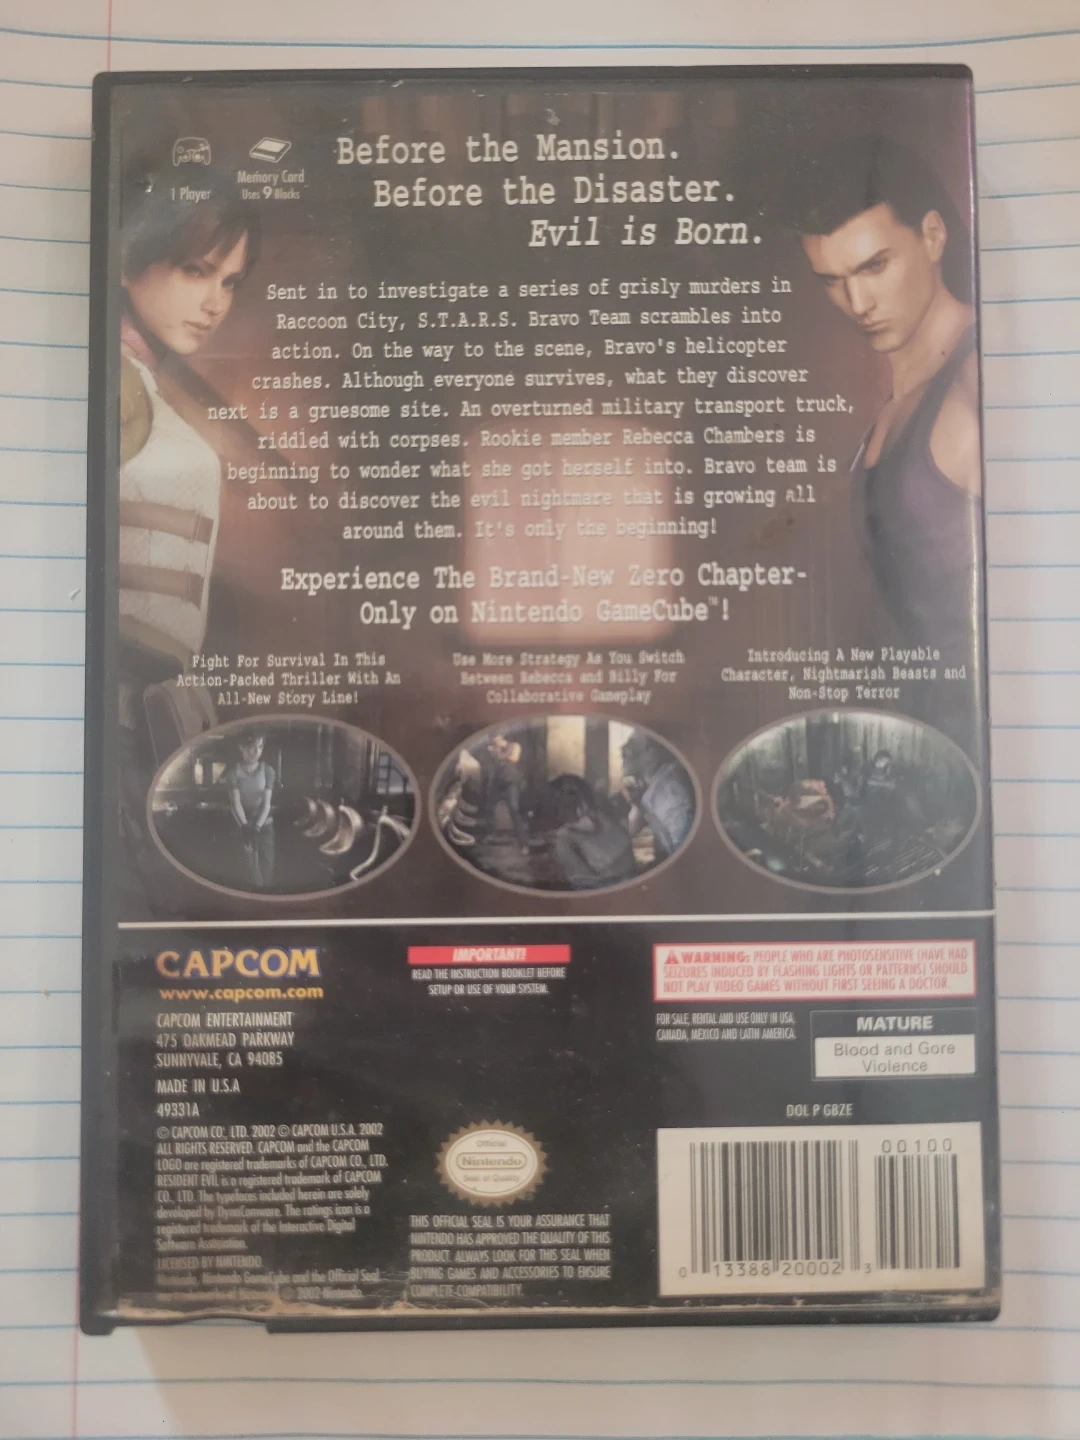 1 Player
Memory Card
Uses 9 Blocks
Before the Mansion.
Before the Disaster.
Evil is Born.
Sent in to investigate a series of grisly murders in
Raccoon City, S.T.A.R.S. Bravo Team scrambles into
action. On the way to the scene, Bravo's helicopter
crashes. Although everyone survives, what they discover
next is a gruesome site. An overturned military transport truck,
riddled with corpses. Rookie member Rebecca Chambers is
beginning to wonder what she got herself into. Bravo team is
about to discover the evil nightmare that is growing all
around them. It's only the beginning!
Experience The Brand-New Zero Chapter-
Only on Nintendo GameCube™!
Fight For Survival In This
Action-Packed Thriller With An
All-New Story Line!
Use More Strategy As You Switch
Between Rebecca and Billy For
Collaborative Gameplay
Introducing A New Playable
Character, Nightmarish Beasts and
Non-Stop Terror
CAPCOM
www.capcom.com
CAPCOM ENTERTAINMENT
475 OAKMEAD PARKWAY
SUNNYVALE, CA 94085
MADE IN U.S.A
49331A
© CAPCOM CO., LTD. 2002 © CAPCOM U.S.A. 2002
ALL RIGHTS RESERVED. CAPCOM and the CAPCOM
LOGO are registered trademarks of CAPCOM CO., LTD.
RESIDENT EVIL is a registered trademark of CAPCOM
CO., LTD. The typefaces included herein are solely
developed by DynaComware. The ratings icon is a
registered trademark of the Interactive Digital
Software Association.
LICENSED BY NINTENDO.
Nintendo, Nintendo GameCube and the Official Seal
are trademarks of Nintendo. © 2002 Nintendo.
IMPORTANT!
READ THE INSTRUCTION BOOKLET BEFORE
SETUP OR USE OF YOUR SYSTEM.
Official
Nintendo
Seal of Quality
THIS OFFICIAL SEAL IS YOUR ASSURANCE THAT
NINTENDO HAS APPROVED THE QUALITY OF THIS
PRODUCT. ALWAYS LOOK FOR THIS SEAL WHEN
BUYING GAMES AND ACCESSORIES TO ENSURE
COMPLETE COMPATIBILITY.
WARNING: PEOPLE WHO ARE PHOTOSENSITIVE (HAVE HAD
SEIZURES INDUCED BY FLASHING LIGHTS OR PATTERNS) SHOULD
NOT PLAY VIDEO GAMES WITHOUT FIRST SEEING A DOCTOR.
FOR SALE, RENTAL AND USE ONLY IN USA,
CANADA, MEXICO AND LATIN AMERICA.
MATURE
Blood and Gore
Violence
DOL P GBZE
00100
0 13388 20002 3